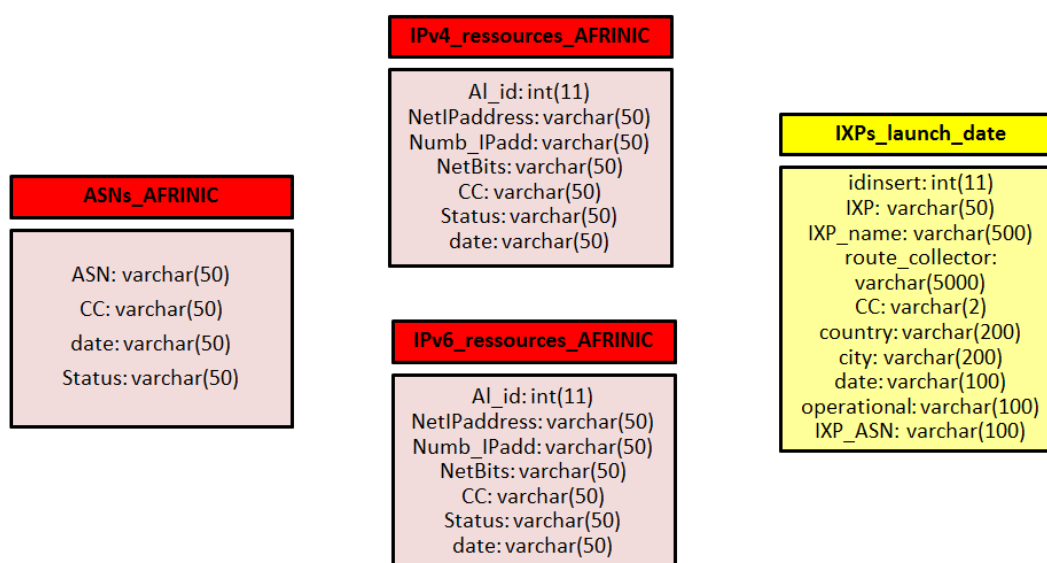 ASNs_AFRINIC
ASN: varchar(50)
CC: varchar(50)
date: varchar(50)
Status: varchar(50)
IPv4_ressources_AFRINIC
Al_id: int(11)
NetIPaddress: varchar(50)
Numb_IPadd: varchar(50)
NetBits: varchar(50)
CC: varchar(50)
Status: varchar(50)
date: varchar(50)
IPv6_ressources_AFRINIC
Al_id: int(11)
NetIPaddress: varchar(50)
Numb_IPadd: varchar(50)
NetBits: varchar(50)
CC: varchar(50)
Status: varchar(50)
date: varchar(50)
IXPs_launch_date
idinsert: int(11)
IXP: varchar(50)
IXP_name: varchar(500)
route_collector:
varchar(5000)
CC: varchar(2)
country: varchar(200)
city: varchar(200)
date: varchar(100)
operational: varchar(100)
IXP_ASN: varchar(100)